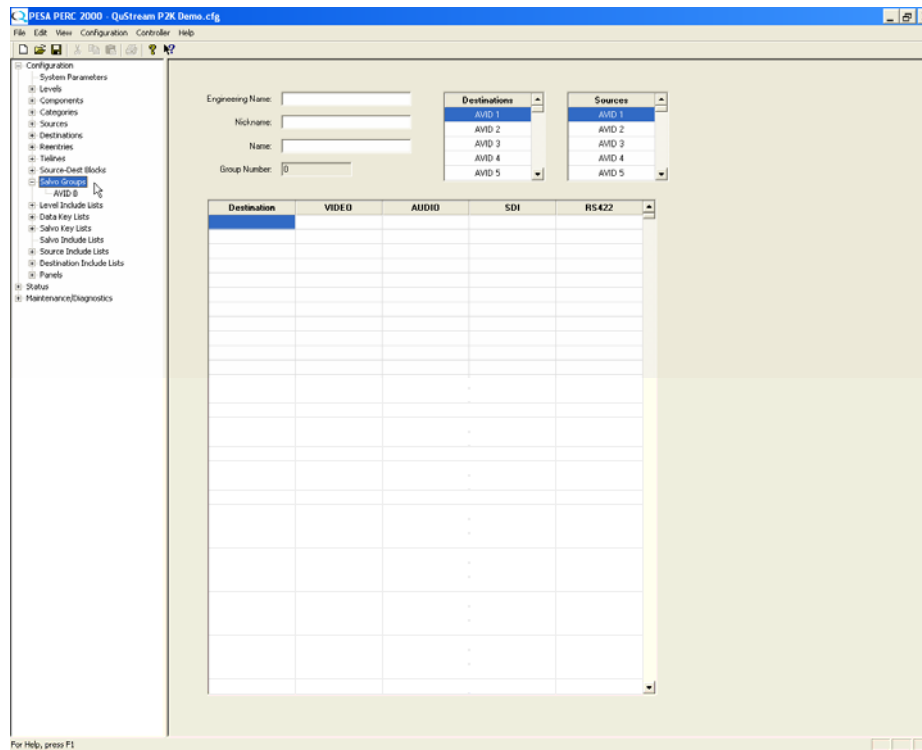 PESA PERC 2000 - QuStream P2K Demo.cfg
File Edit View Configuration Controller Help
Configuration
System Parameters
Levels
Components
Categories
Sources
Destinations
Reentries
Tielines
Source-Dest Blocks
Salvo Groups
AVID 8
Level Include Lists
Data Key Lists
Salvo Key Lists
Salvo Include Lists
Source Include Lists
Destination Include Lists
Panels
Status
Maintenance/Diagnostics
Engineering Name:
Nickname:
Name:
Group Number: 0
Destinations
AVID 1
AVID 2
AVID 3
AVID 4
AVID 5
Sources
AVID 1
AVID 2
AVID 3
AVID 4
AVID 5
Destination VIDEO AUDIO SDI RS422
For Help, press F1